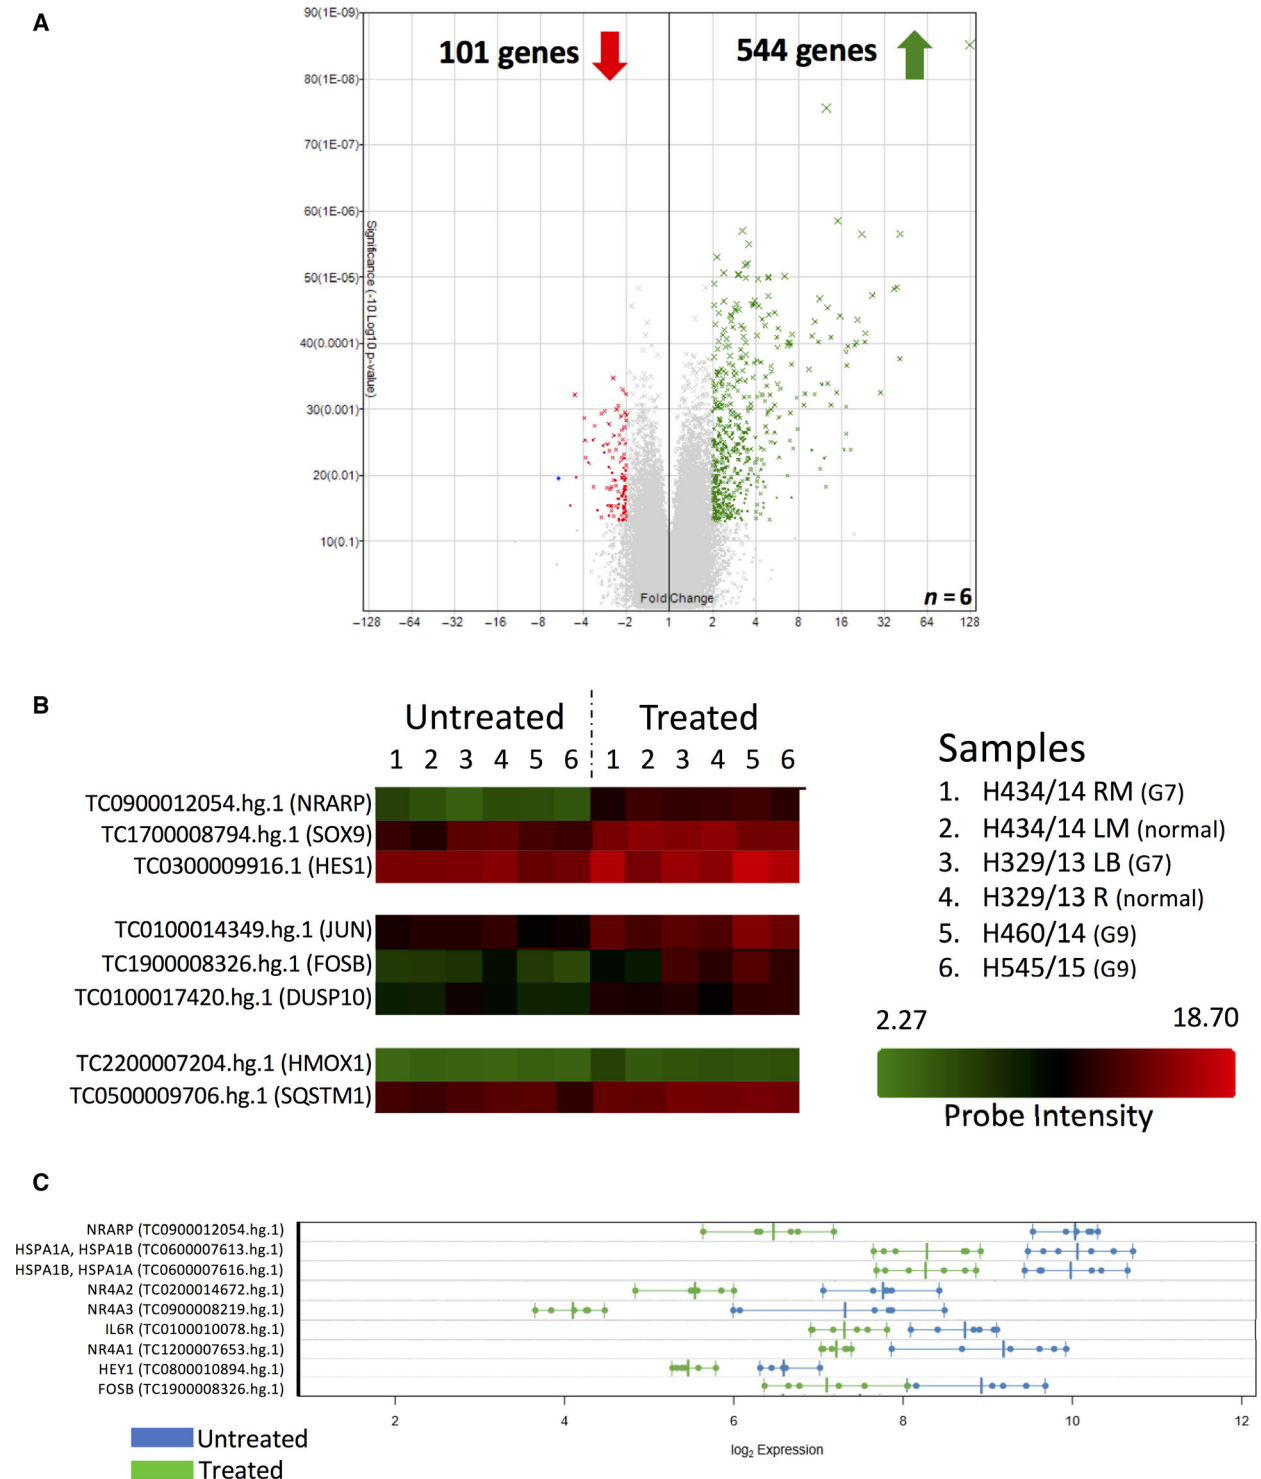 A
101 genes
544 genes
90(1E-09)
80(1E-08)
70(1E-07)
60(1E-06)
50(1E-05)
40(0.0001)
30(0.001)
20(0.01)
10(0.1)
Significance (-10 Log10 p-value)
Fold Change
n = 6
−128 −64 −32 −16 −8 −4 −2 1 2 4 8 16 32 64 128
B
Untreated Treated
1 2 3 4 5 6 1 2 3 4 5 6
TC0900012054.hg.1 (NRARP)
TC1700008794.hg.1 (SOX9)
TC0300009916.1 (HES1)
TC0100014349.hg.1 (JUN)
TC1900008326.hg.1 (FOSB)
TC0100017420.hg.1 (DUSP10)
TC2200007204.hg.1 (HMOX1)
TC0500009706.hg.1 (SQSTM1)
Samples
1. H434/14 RM (G7)
2. H434/14 LM (normal)
3. H329/13 LB (G7)
4. H329/13 R (normal)
5. H460/14 (G9)
6. H545/15 (G9)
2.27 18.70
Probe Intensity
C
NRARP (TC0900012054.hg.1)
HSPA1A, HSPA1B (TC0600007613.hg.1)
HSPA1B, HSPA1A (TC0600007616.hg.1)
NR4A2 (TC0200014672.hg.1)
NR4A3 (TC0900008219.hg.1)
IL6R (TC0100010078.hg.1)
NR4A1 (TC1200007653.hg.1)
HEY1 (TC0800010894.hg.1)
FOSB (TC1900008326.hg.1)
2 4 6 8 10 12
log2 Expression
Untreated
Treated